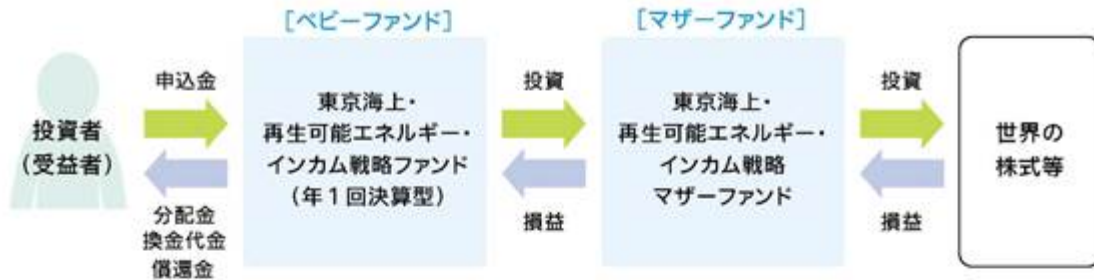 [ベビーファンド]
[マザーファンド]
投資者
(受益者)
申込金
分配金
換金代金
償還金
東京海上・
再生可能エネルギー・
インカム戦略ファンド
(年1回決算型)
投資
損益
東京海上・
再生可能エネルギー・
インカム戦略
マザーファンド
投資
損益
世界の
株式等